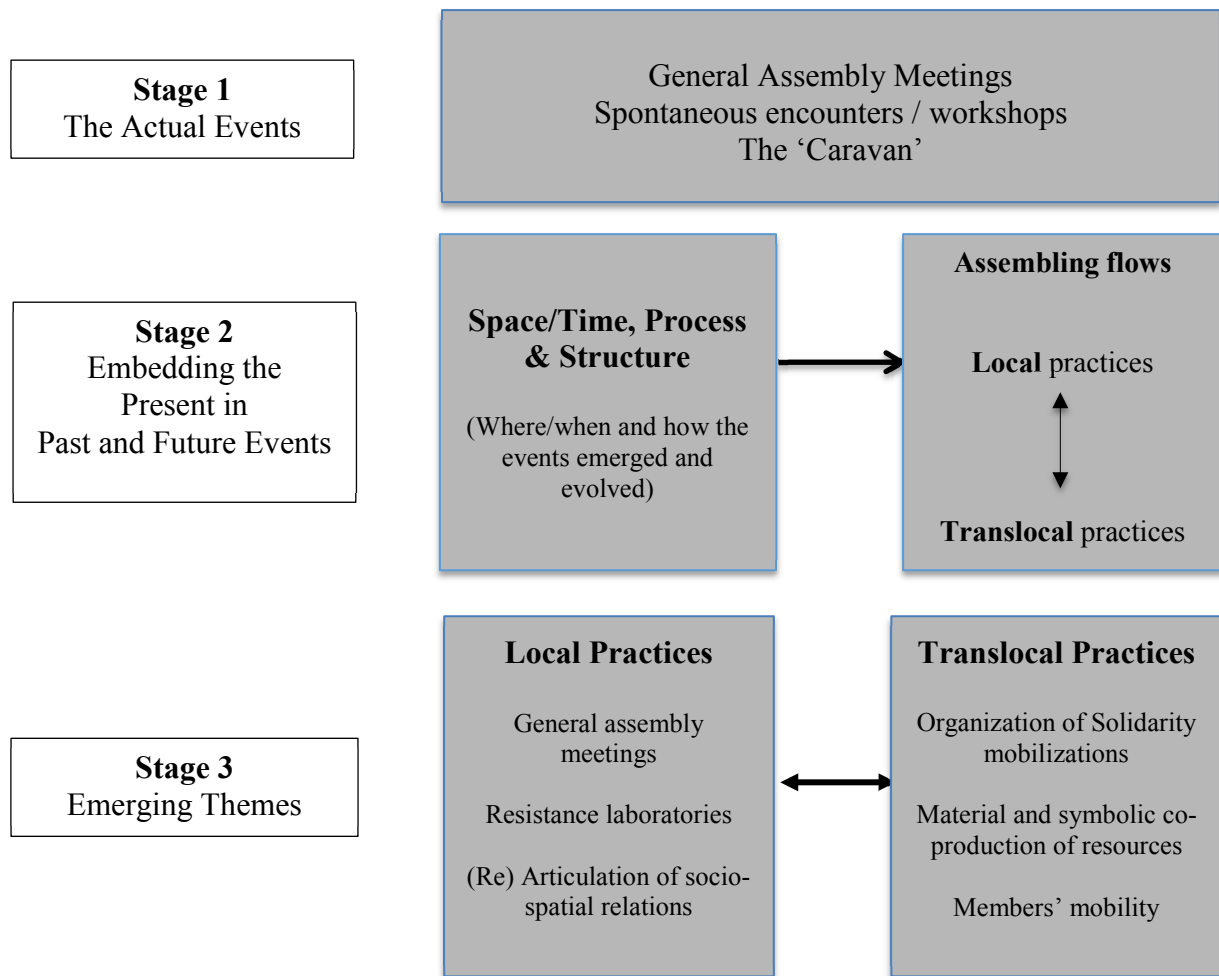 Stage 1
The Actual Events
General Assembly Meetings
Spontaneous encounters / workshops
The ‘Caravan’
Stage 2
Embedding the
Present in
Past and Future Events
Space/Time, Process
& Structure
(Where/when and how the
events emerged and
evolved)
Assembling flows
Local practices
Translocal practices
Stage 3
Emerging Themes
Local Practices
General assembly
meetings
Resistance laboratories
(Re) Articulation of socio-
spatial relations
Translocal Practices
Organization of Solidarity
mobilizations
Material and symbolic co-
production of resources
Members’ mobility